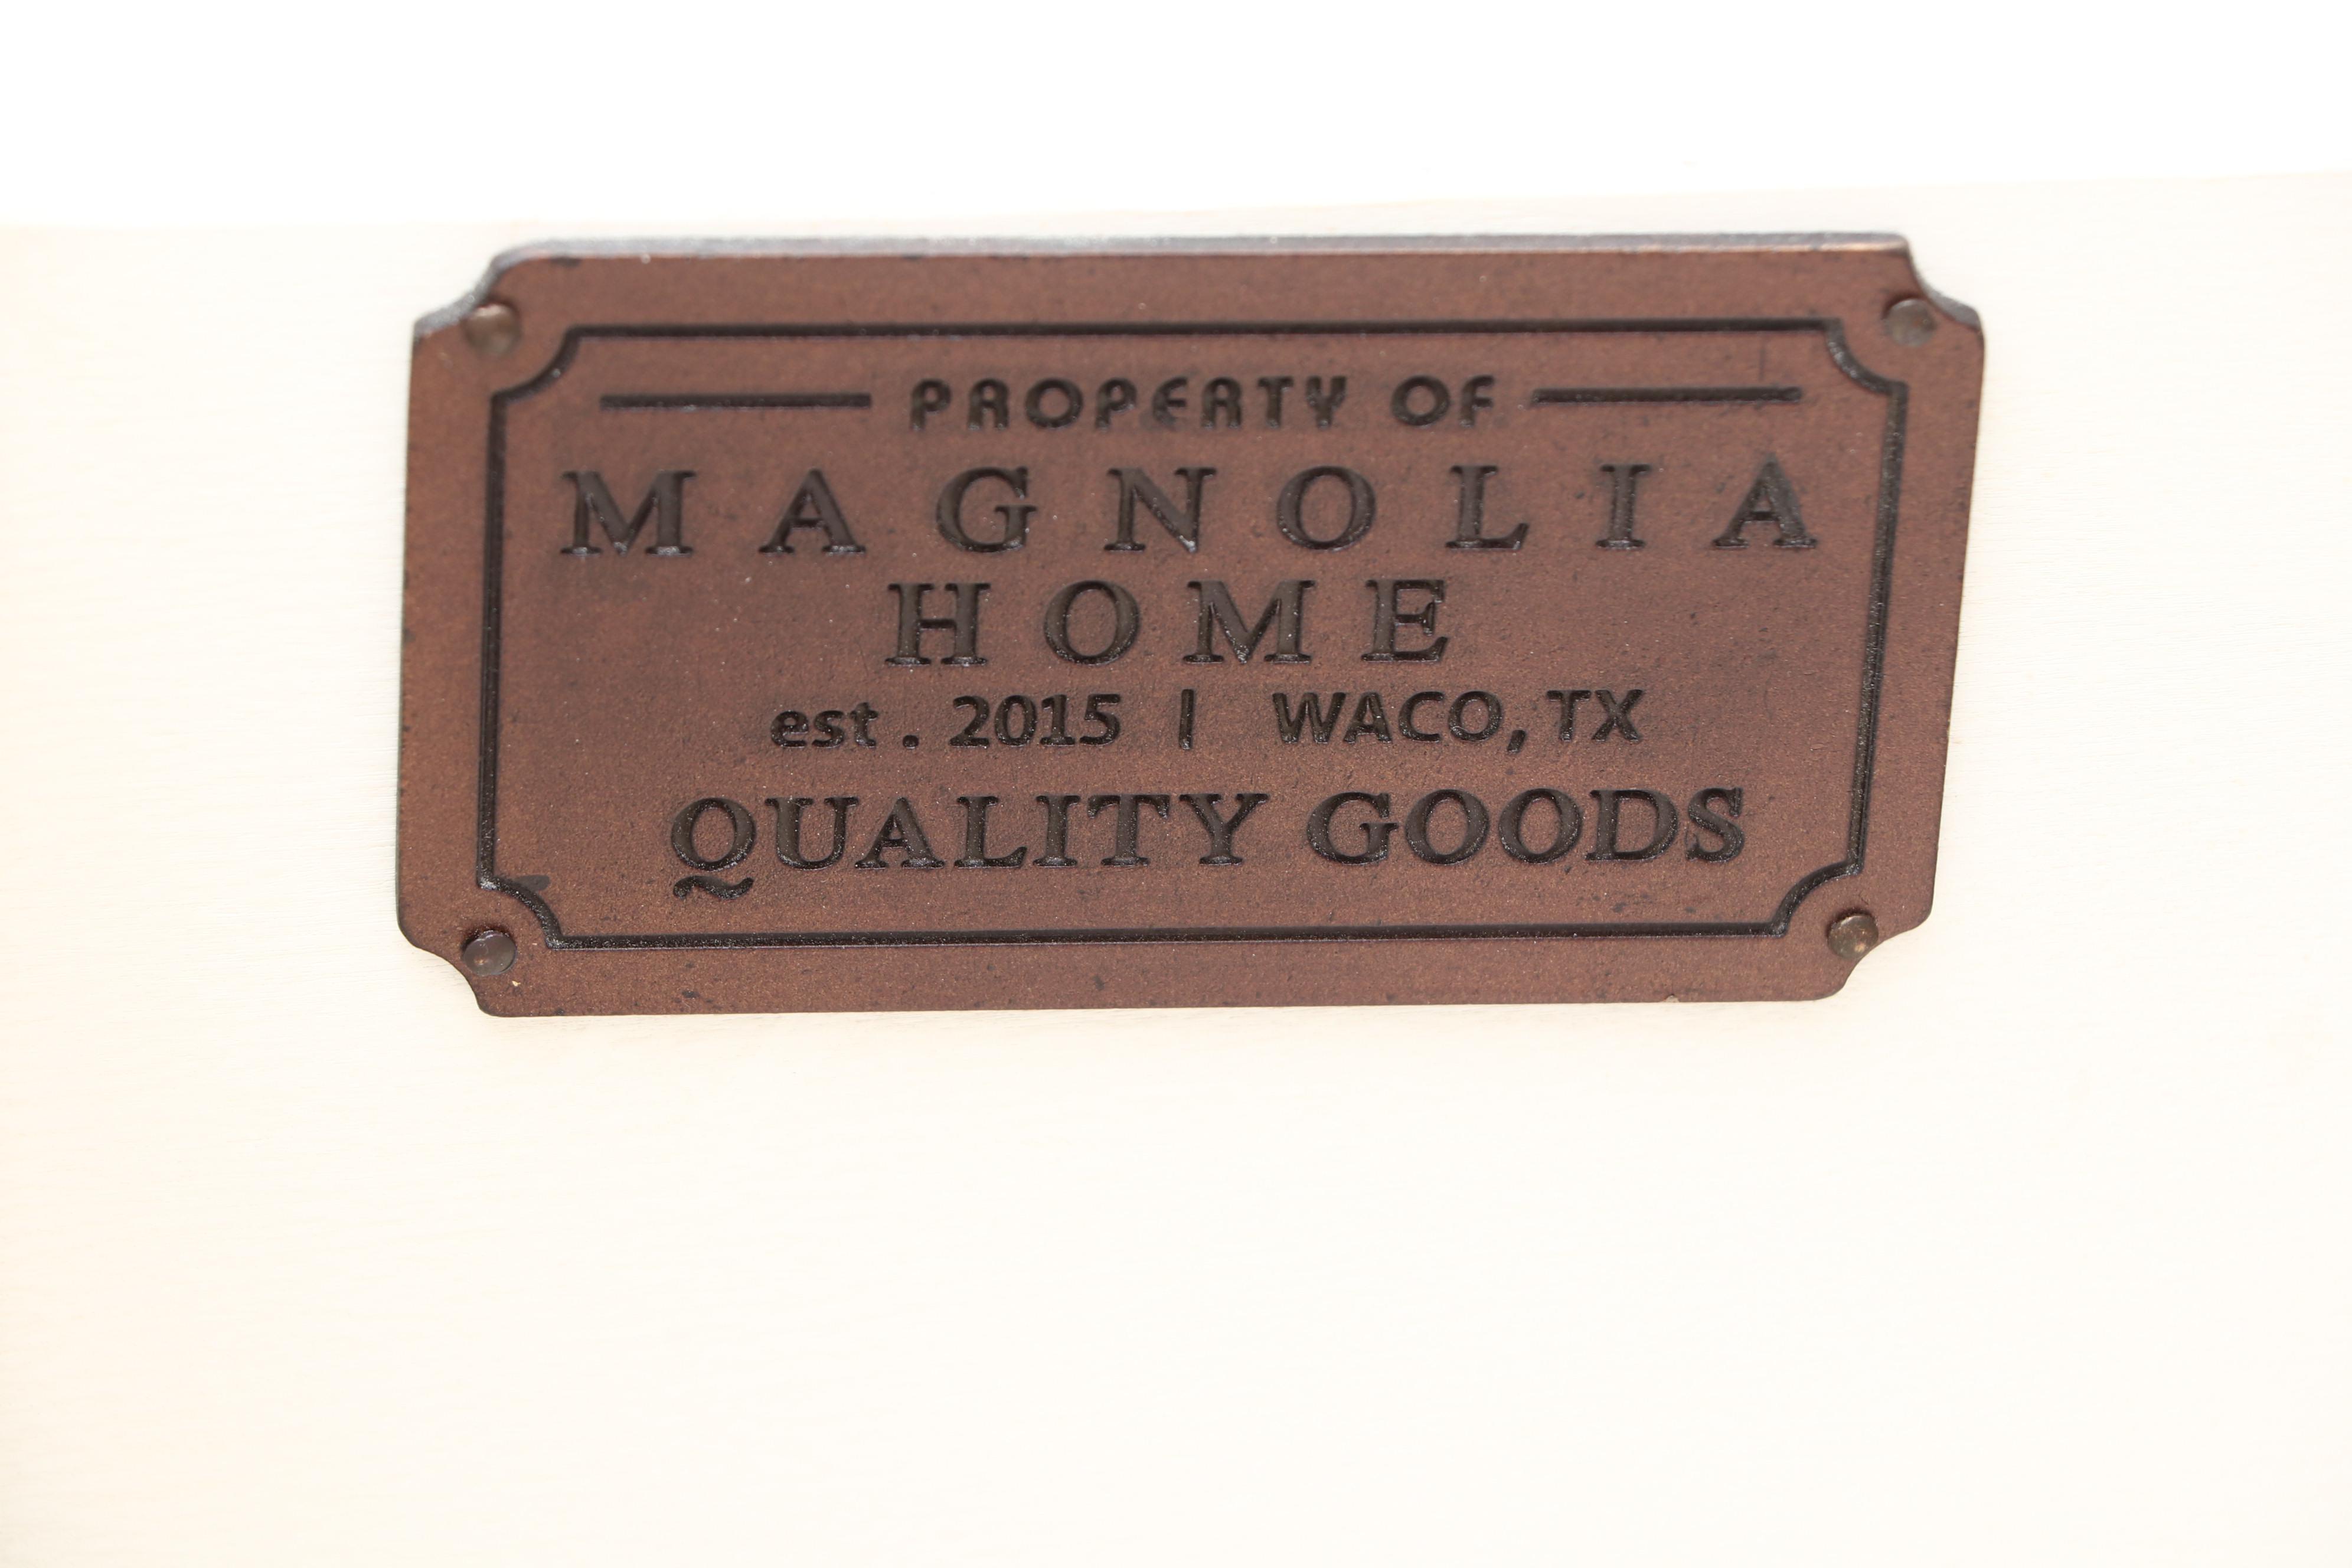 PROPERTY OF
MAGNOLIA
HOME
est. 2015 | WACO, TX
QUALITY GOODS